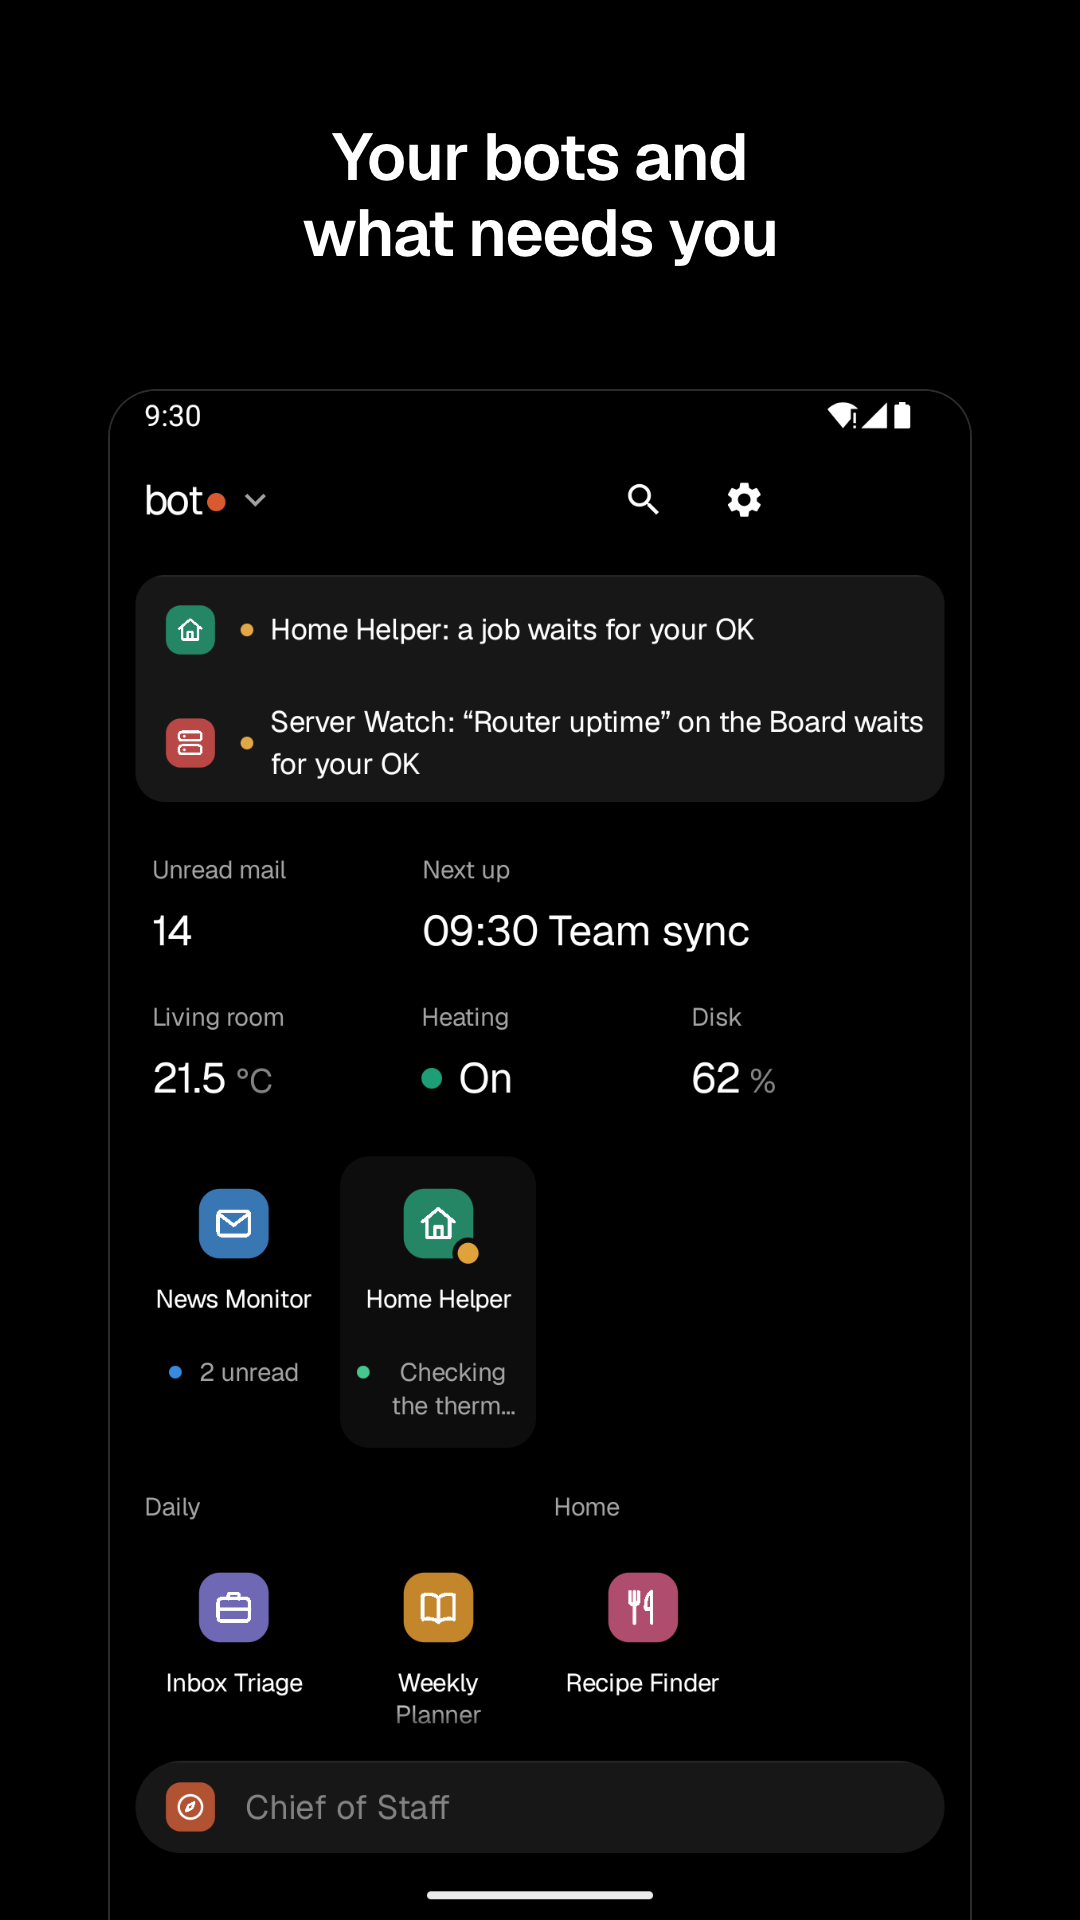 Your bots and
what needs you
9:30
bot
Home Helper: a job waits for your OK
Server Watch: “Router uptime” on the Board waits
for your OK
Unread mail
Next up
14
09:30 Team sync
Living room
Heating
Disk
21.5 °C
On
62 %
News Monitor
Home Helper
2 unread
Checking
the therm...
Daily
Home
Inbox Triage
Weekly
Planner
Recipe Finder
Chief of Staff